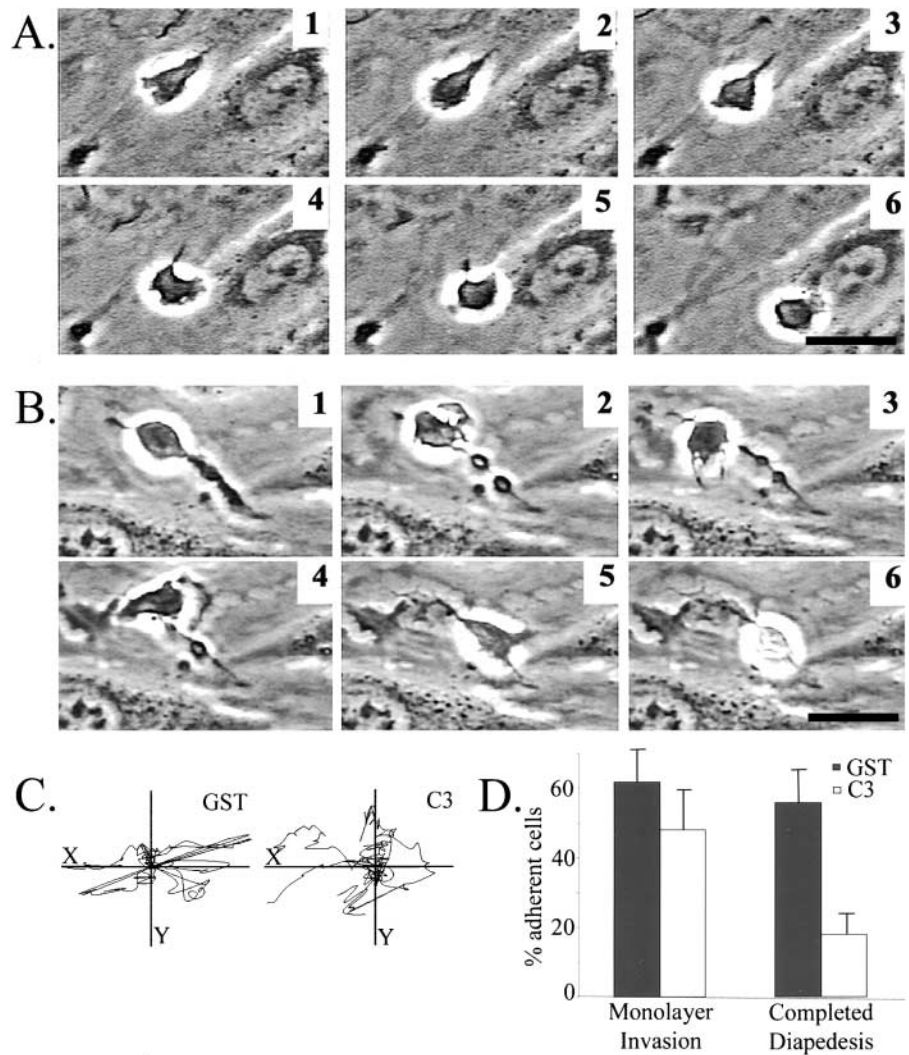 A.
1
2
3
4
5
6
B.
1
2
3
4
5
6
C.
GST
C3
X
Y
X
Y
D.
GST
C3
% adherent cells
60
40
20
0
Monolayer Invasion
Completed Diapedesis